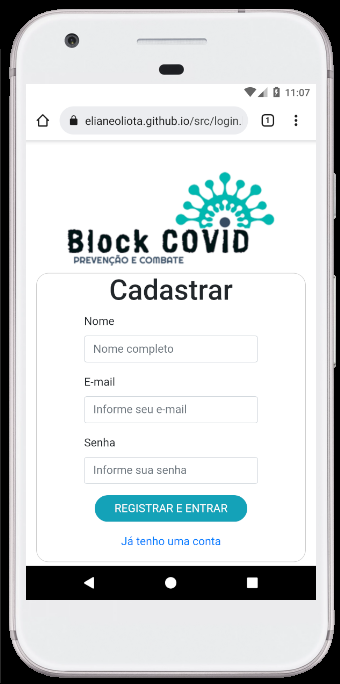 11:07
elianeoliota.github.io/src/login.
1
Block COVID
PREVENÇÃO E COMBATE
Cadastrar
Nome
Nome completo
E-mail
Informe seu e-mail
Senha
Informe sua senha
REGISTRAR E ENTRAR
Já tenho uma conta